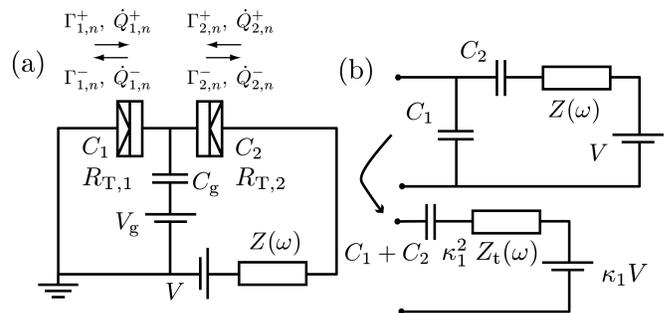 Γ⁺₁,ₙ, Q̇⁺₁,ₙ Γ⁺₂,ₙ, Q̇⁺₂,ₙ
(a) Γ⁻₁,ₙ, Q̇⁻₁,ₙ Γ⁻₂,ₙ, Q̇⁻₂,ₙ
C₁ C₂
R_T,1 C_g R_T,2
V_g
Z(ω)
V
(b) C₂
C₁ Z(ω)
V
C₁ + C₂ κ₁² Z_t(ω)
κ₁V